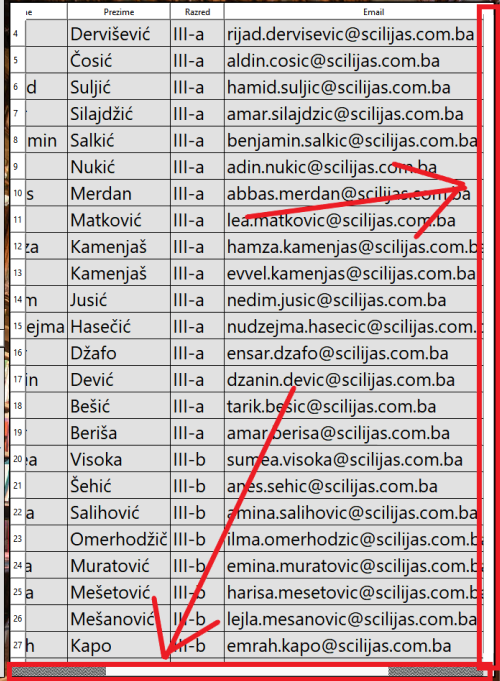 ie Prezime Razred Email
4 Dervišević III-a rijad.dervisevic@scilijas.com.ba
5 Čosić III-a aldin.cosic@scilijas.com.ba
6 d Suljić III-a hamid.suljic@scilijas.com.ba
7 Silajdžić III-a amar.silajdzic@scilijas.com.ba
8 min Salkić III-a benjamin.salkic@scilijas.com.ba
9 Nukić III-a adin.nukic@scilijas.com.ba
10 s Merdan III-a abbas.merdan@scilijas.com.ba
11 Matković III-a lea.matkovic@scilijas.com.ba
12 za Kamenjaš III-a hamza.kamenjas@scilijas.com.ba
13 Kamenjaš III-a evvel.kamenjas@scilijas.com.ba
14 m Jusić III-a nedim.jusic@scilijas.com.ba
15 ejma Hasečić III-a nudzejma.hasecic@scilijas.com.
16 Džafo III-a ensar.dzafo@scilijas.com.ba
17 in Dević III-a dzanin.devic@scilijas.com.ba
18 Bešić III-a tarik.besic@scilijas.com.ba
19 Beriša III-a amar.berisa@scilijas.com.ba
20 ea Visoka III-b sumea.visoka@scilijas.com.ba
21 Šehić III-b anes.sehic@scilijas.com.ba
22 a Salihović III-b amina.salihovic@scilijas.com.ba
23 Omerhodžić III-b ilma.omerhodzic@scilijas.com.ba
24 a Muratović III-b emina.muratovic@scilijas.com.ba
25 a Mešetović III-b harisa.mesetovic@scilijas.com.ba
26 Mešanović III-b lejla.mesanovic@scilijas.com.ba
27 h Kapo III-b emrah.kapo@scilijas.com.ba